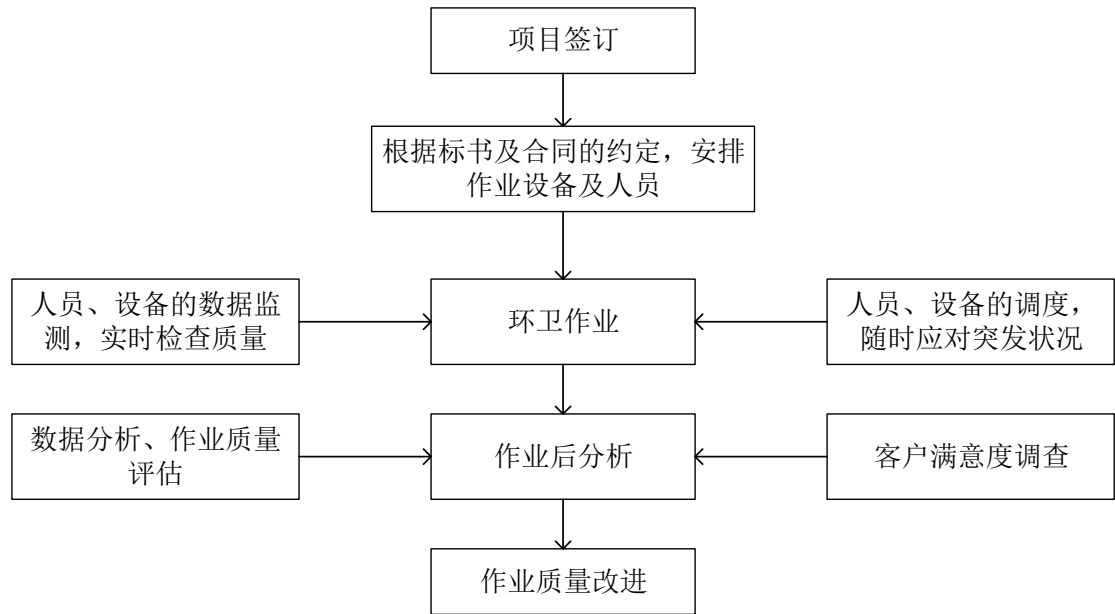 项目签订
根据标书及合同的约定，安排
作业设备及人员
人员、设备的数据监
测，实时检查质量
环卫作业
人员、设备的调度，
随时应对突发状况
数据分析、作业质量
评估
作业后分析
客户满意度调查
作业质量改进